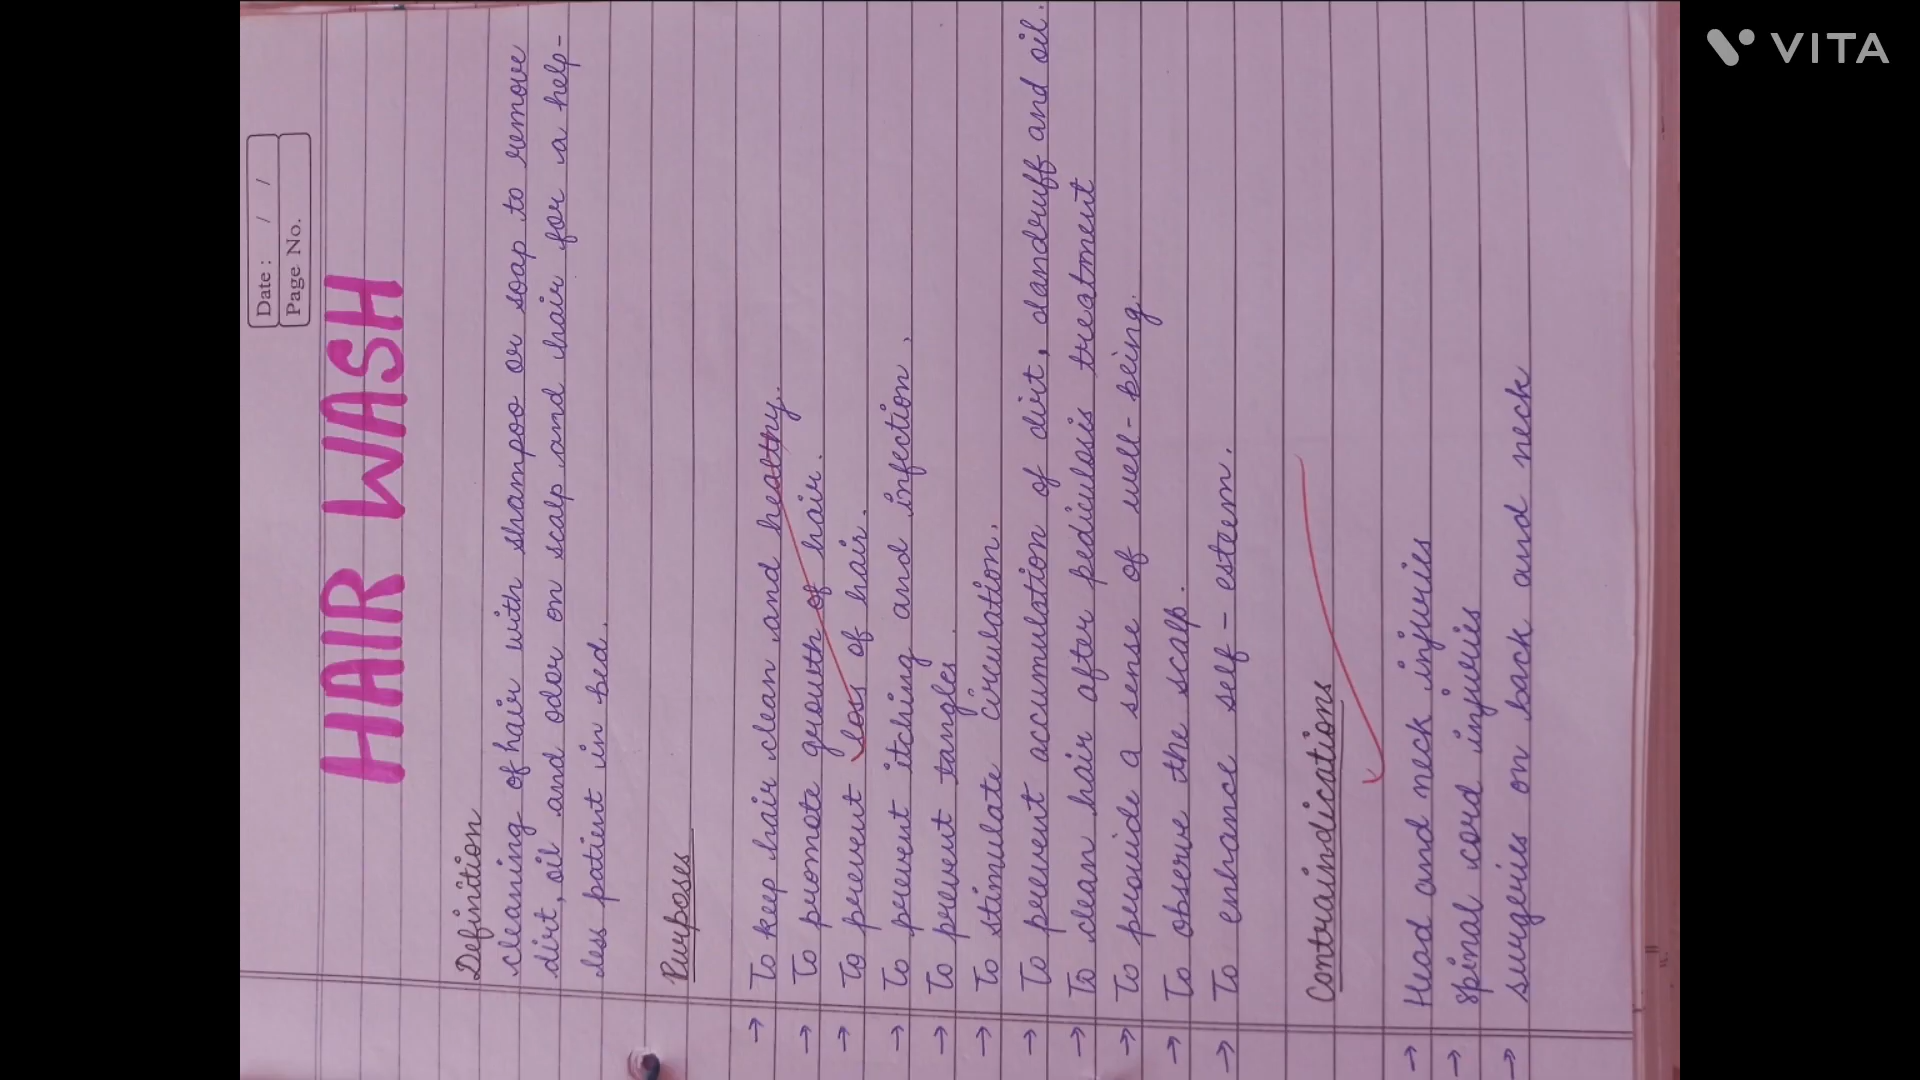 Date: / /
Page No.
HAIR WASH
Definition
cleaning of hair with shampoo or soap to remove
dirt, oil and odor on scalp and hair for a help-
less patient in bed.
Purposes
→ To keep hair clean and healthy.
→ To promote growth of hair.
→ To prevent loss of hair.
→ To prevent itching and infection.
→ To prevent tangles.
→ To stimulate circulation.
→ To prevent accumulation of dirt, dandruff and oil.
→ To clean hair after pediculosis treatment
→ To provide a sense of well-being.
→ To observe the scalp.
→ To enhance self-esteem.
Contraindications
→ Head and neck injuries
→ spinal cord injuries
→ surgeries on back and neck
VITA